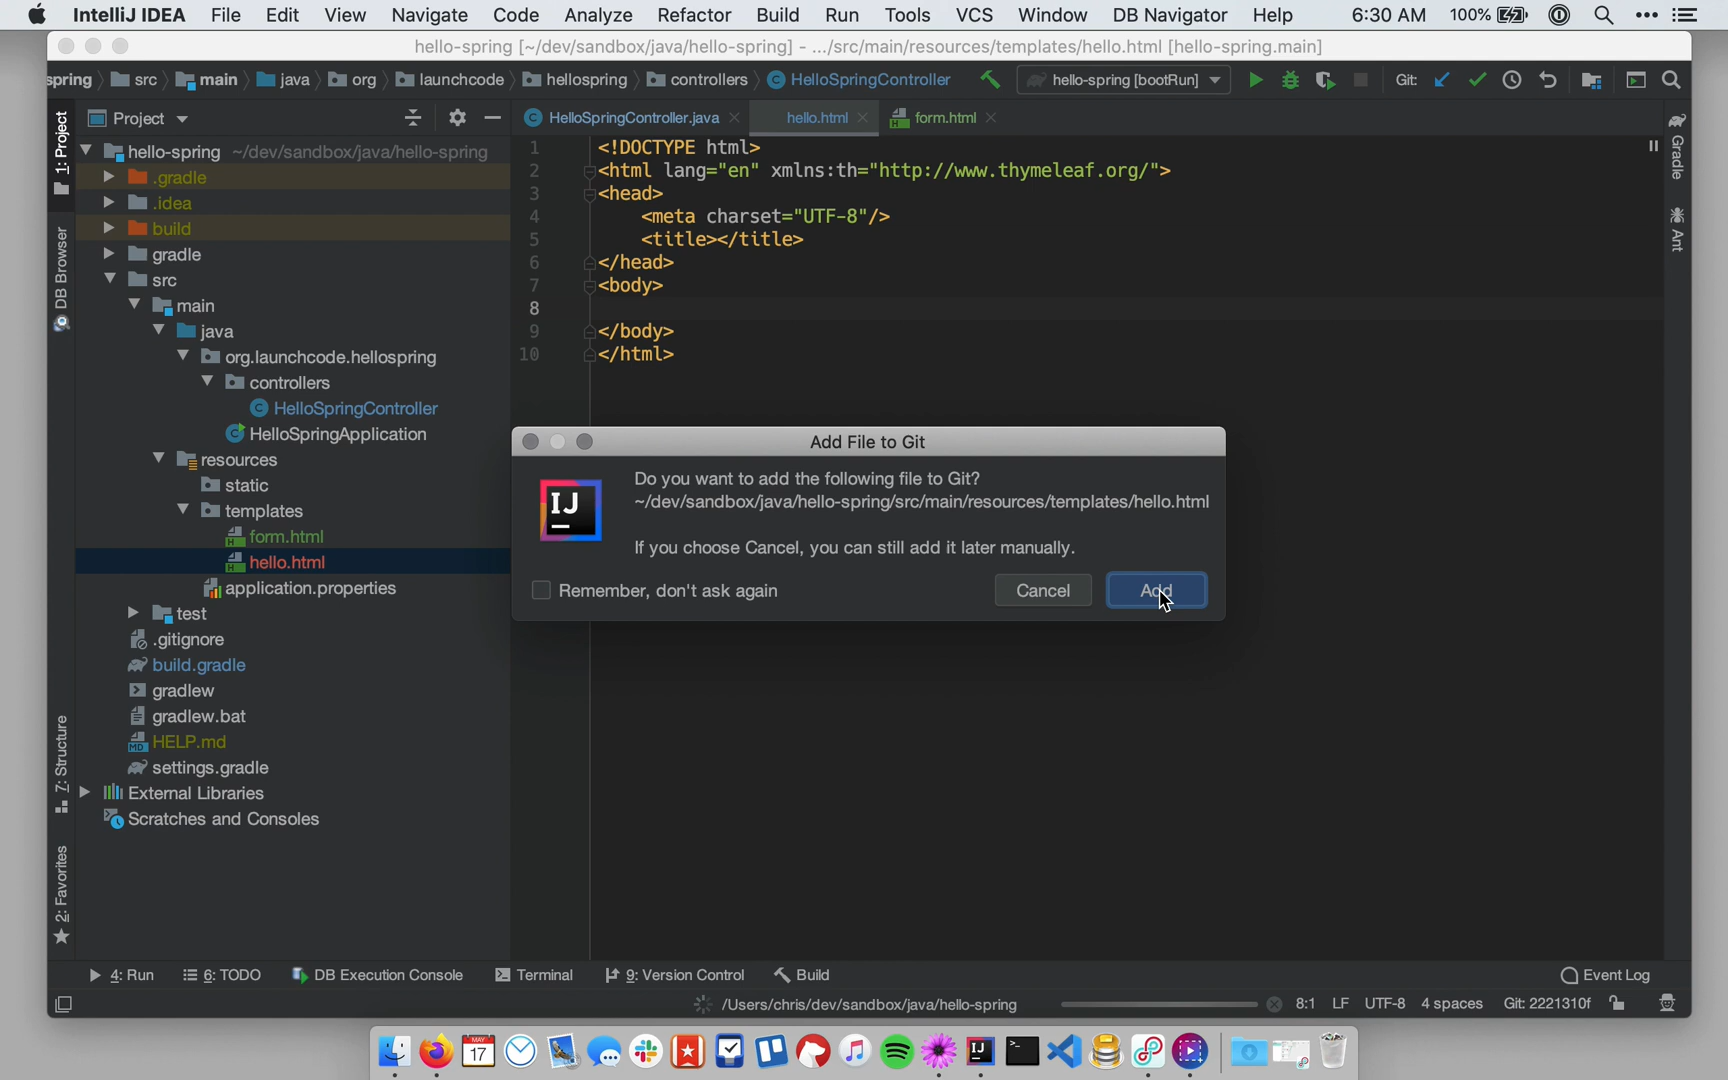 IntelliJ IDEA File Edit View Navigate Code Analyze Refactor Build Run Tools VCS Window DB Navigator Help 6:30 AM 100%
hello-spring [~/dev/sandbox/java/hello-spring] - .../src/main/resources/templates/hello.html [hello-spring.main]
spring src main java org launchcode hellospring controllers HelloSpringController hello-spring [bootRun] Git:
Project
HelloSpringController.java hello.html form.html
1: Project
DB Browser
7: Structure
2: Favorites
hello-spring ~/dev/sandbox/java/hello-spring
.gradle
.idea
build
gradle
src
main
java
org.launchcode.hellospring
controllers
HelloSpringController
HelloSpringApplication
resources
static
templates
form.html
hello.html
application.properties
test
.gitignore
build.gradle
gradlew
gradlew.bat
HELP.md
settings.gradle
External Libraries
Scratches and Consoles
1 <!DOCTYPE html>
2 <html lang="en" xmlns:th="http://www.thymeleaf.org/">
3 <head>
4 <meta charset="UTF-8"/>
5 <title></title>
6 </head>
7 <body>
8
9 </body>
10 </html>
Gradle
Ant
Add File to Git
Do you want to add the following file to Git?
~/dev/sandbox/java/hello-spring/src/main/resources/templates/hello.html
If you choose Cancel, you can still add it later manually.
Remember, don't ask again Cancel Add
4: Run 6: TODO DB Execution Console Terminal 9: Version Control Build Event Log
/Users/chris/dev/sandbox/java/hello-spring 8:1 LF UTF-8 4 spaces Git: 2221310f
MAY
17
IJ